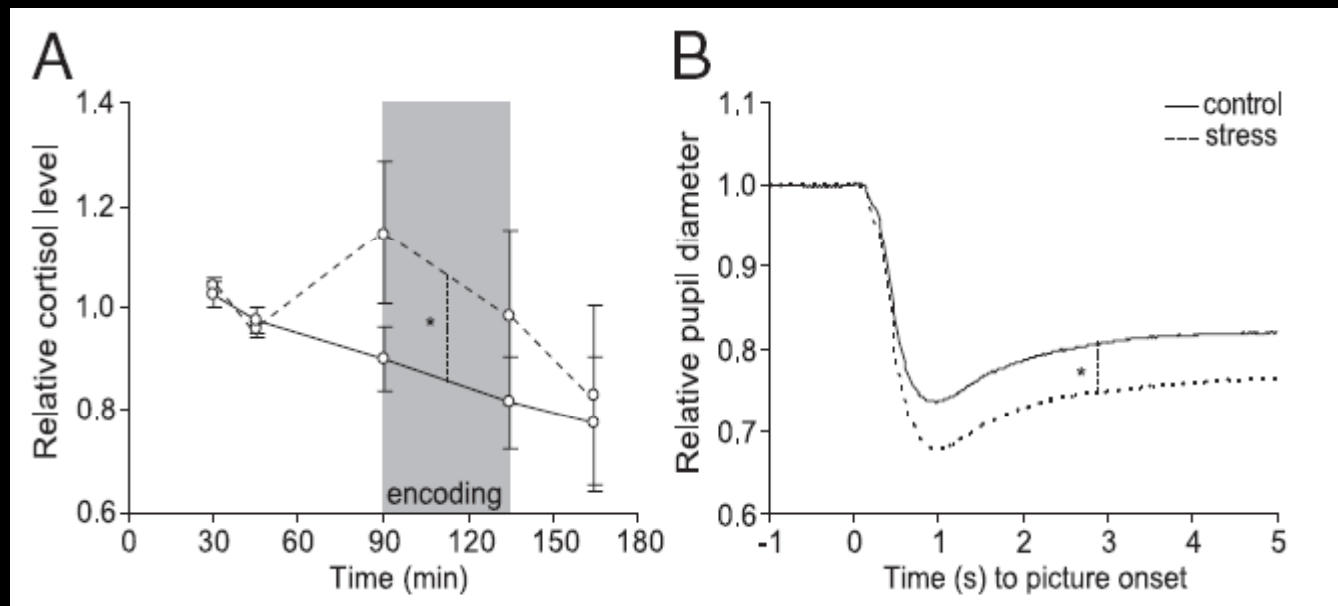 A
Relative cortisol level
1.4
1.2
1.0
0.8
0.6
*
encoding
0 30 60 90 120 150 180
Time (min)
B
Relative pupil diameter
1.1
1.0
0.9
0.8
0.7
0.6
control
stress
*
-1 0 1 2 3 4 5
Time (s) to picture onset